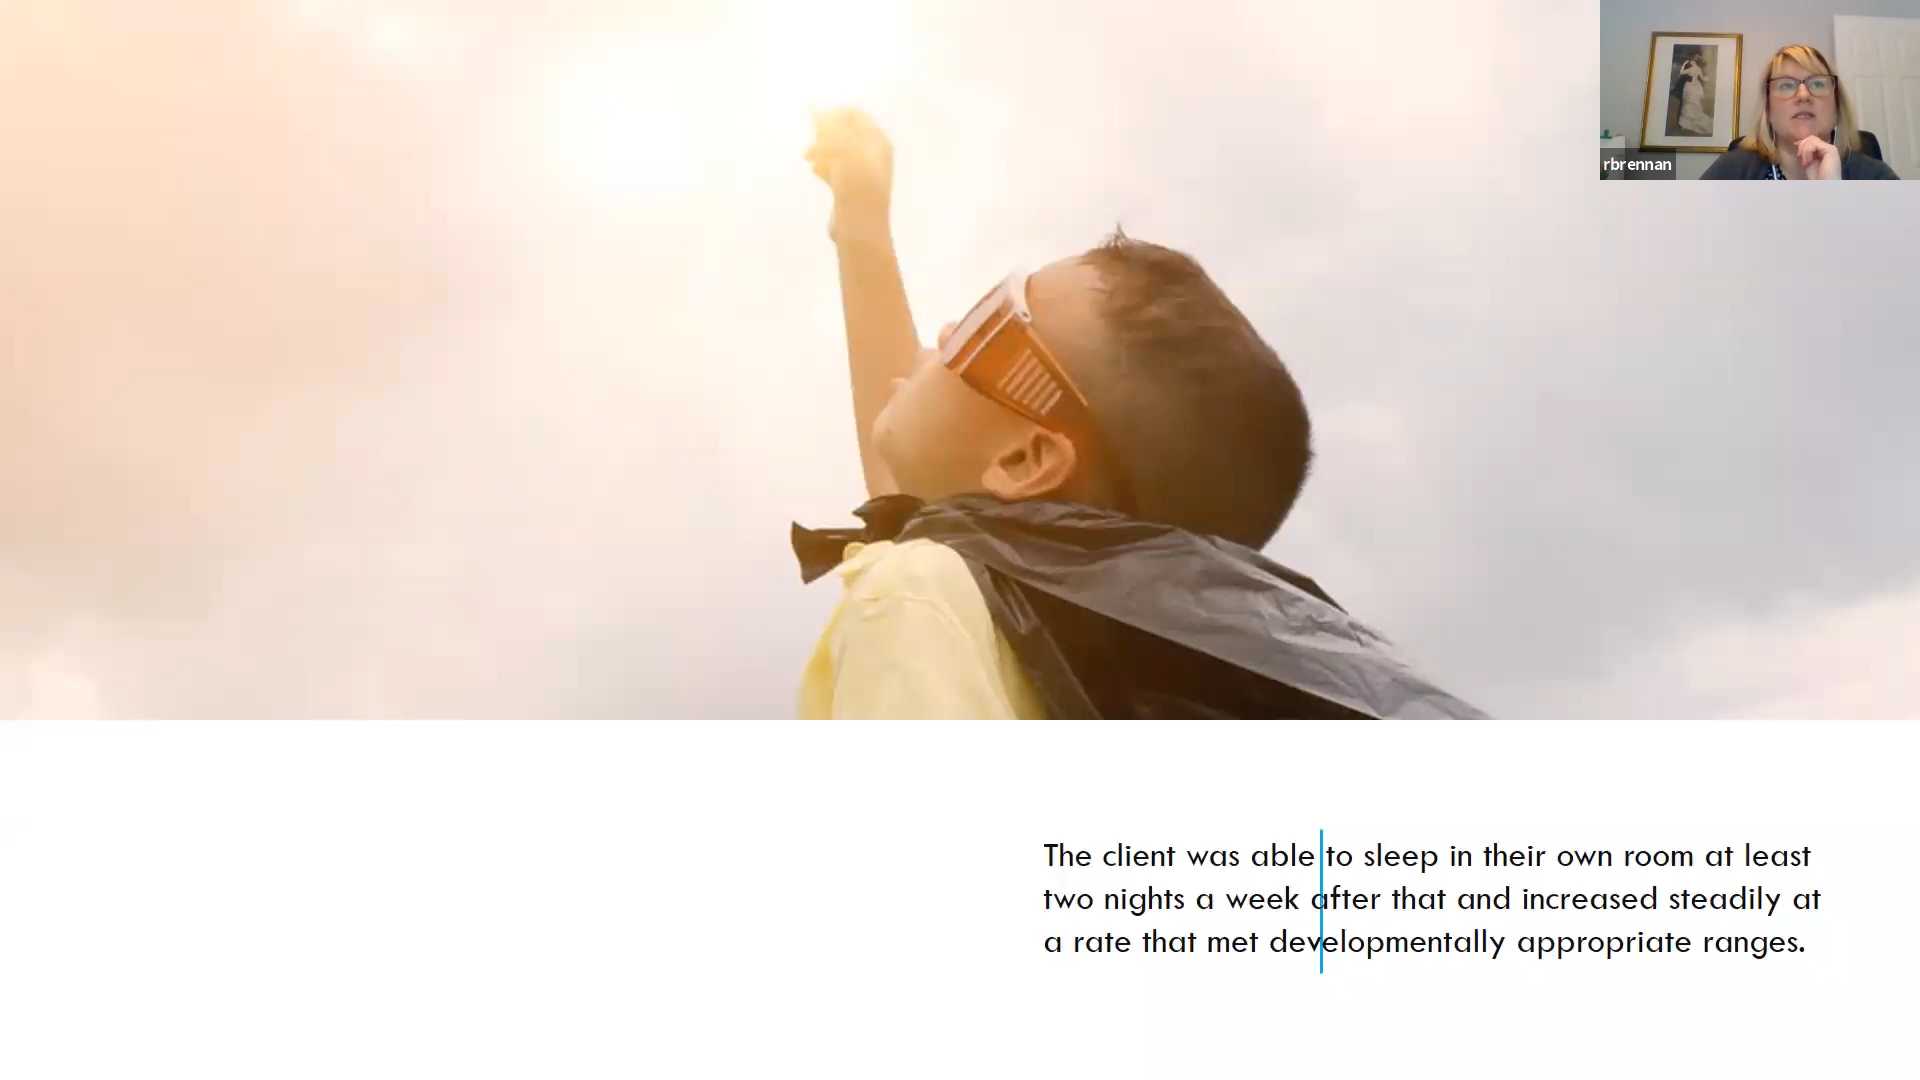 rbrennan
The client was able to sleep in their own room at least
two nights a week after that and increased steadily at
a rate that met developmentally appropriate ranges.